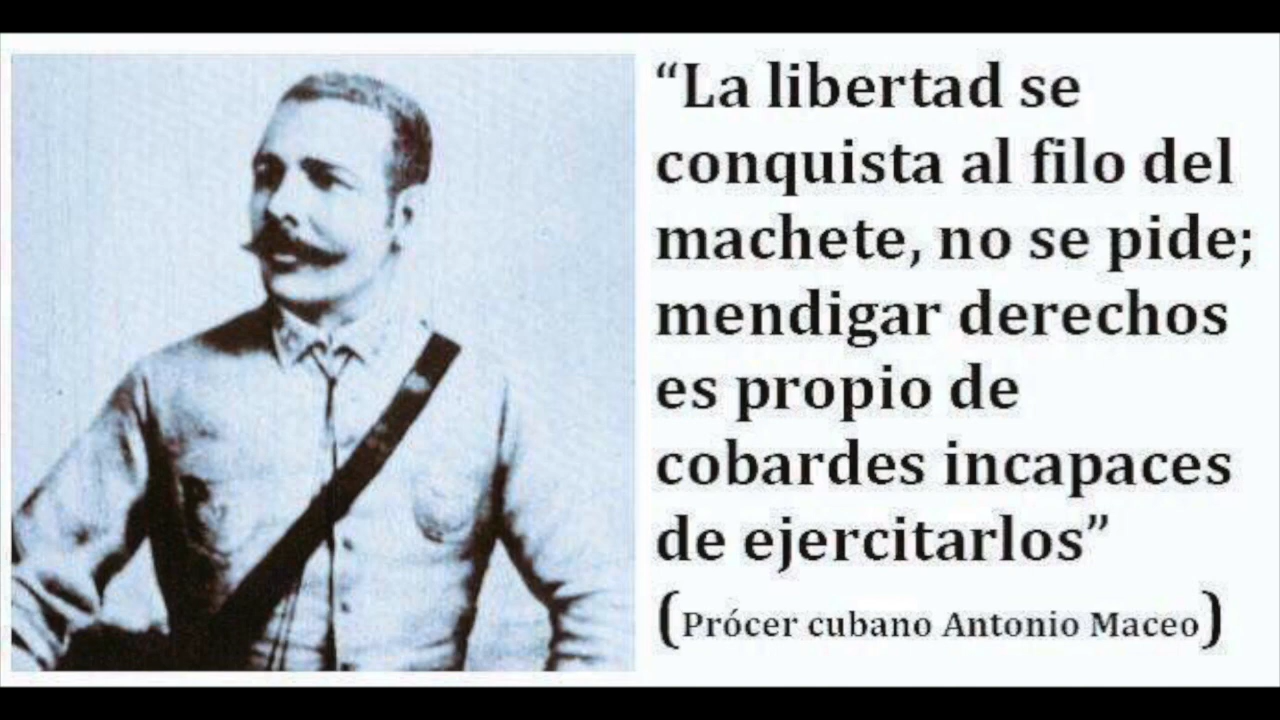 “La libertad se
conquista al filo del
machete, no se pide;
mendigar derechos
es propio de
cobardes incapaces
de ejercitarlos”
(Prócer cubano Antonio Maceo)